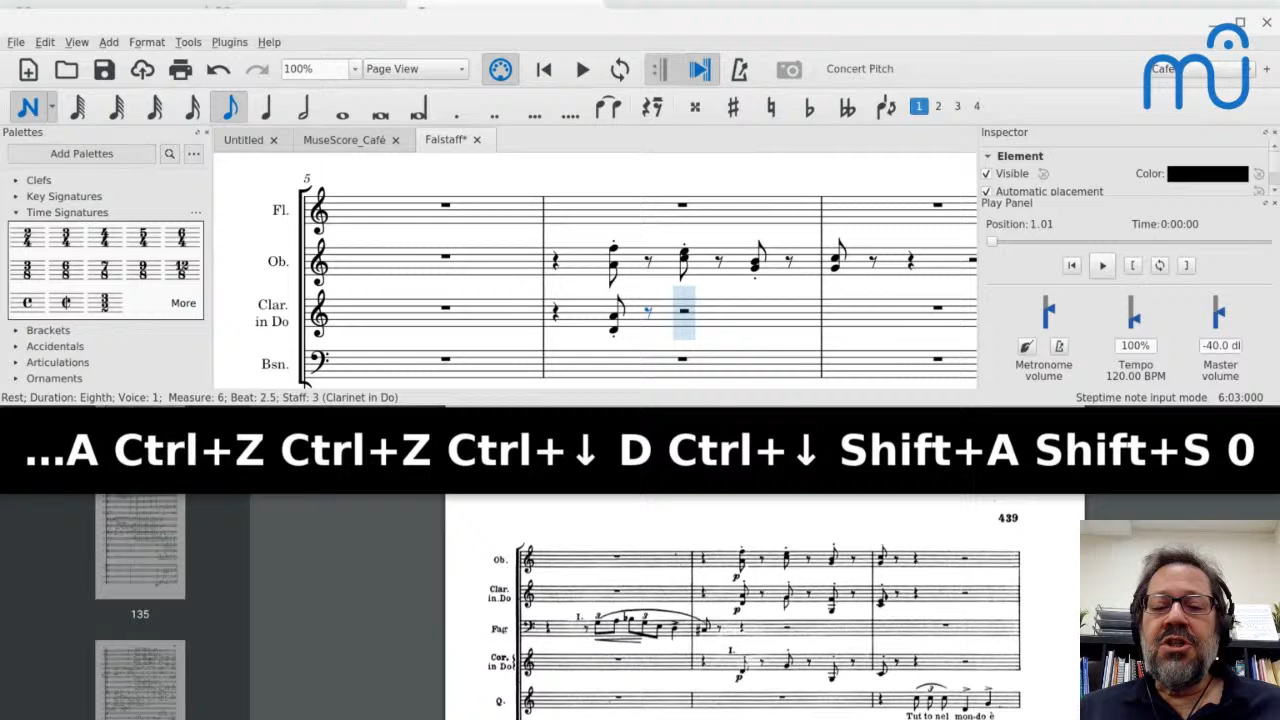 File Edit View Add Format Tools Plugins Help
100% Page View Concert Pitch
1 2 3 4
Palettes
Add Palettes
Untitled MuseScore_Café Falstaff*
Inspector
Element
Visible Color:
Automatic placement
Play Panel
Position: 1.01 Time:0:00:00
Clefs
Key Signatures
Time Signatures
More
Brackets
Accidentals
Articulations
Ornaments
5
Fl.
Ob.
Clar.
in Do
Bsn.
100% -40.0 dl
Metronome volume
Tempo 120.00 BPM
Master volume
Rest; Duration: Eighth; Voice: 1; Measure: 6; Beat: 2.5; Staff: 3 (Clarinet in Do) Steptime note input mode 6:03:000
...A Ctrl+Z Ctrl+Z Ctrl+↓ D Ctrl+↓ Shift+A Shift+S 0
135
439
Ob.
Clar.
in Do
Fag.
Cor.
in Do
Q.
Tut to nel mon-do è